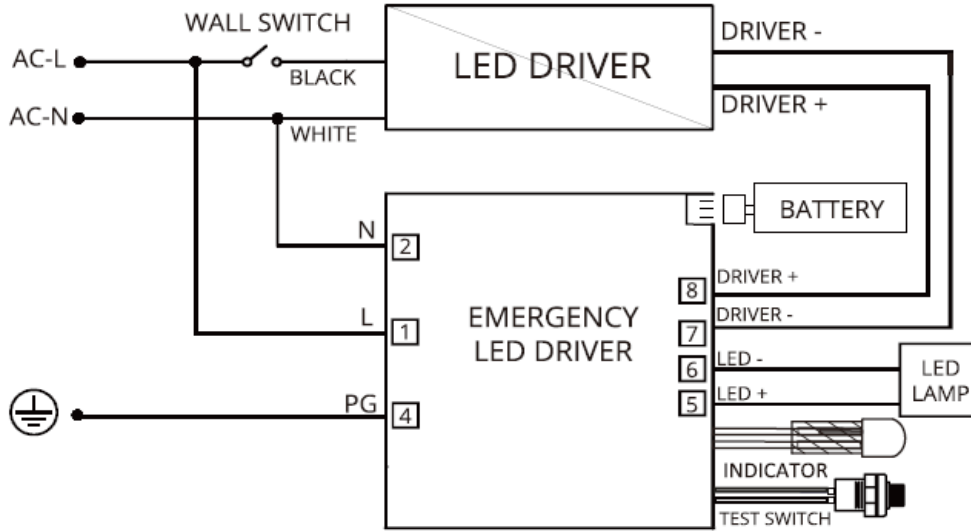 WALL SWITCH
AC-L
BLACK
AC-N
WHITE
LED DRIVER
DRIVER -
DRIVER +
BATTERY
N
2
L
1
PG
4
EMERGENCY
LED DRIVER
8
DRIVER +
7
DRIVER -
6
LED -
5
LED +
LED
LAMP
INDICATOR
TEST SWITCH